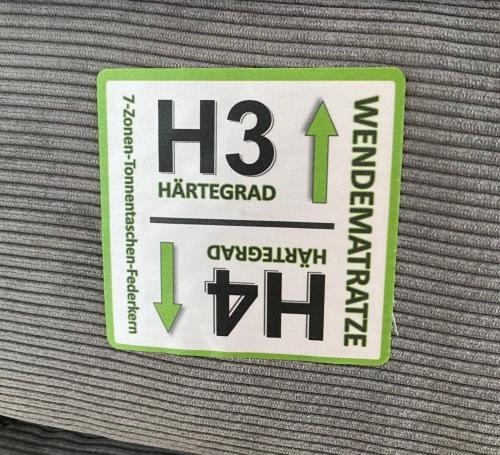 H3
HÄRTEGRAD
WENDEMATRATZE
7-Zonen-Tonnentaschen-Federkern
H4
HÄRTEGRAD